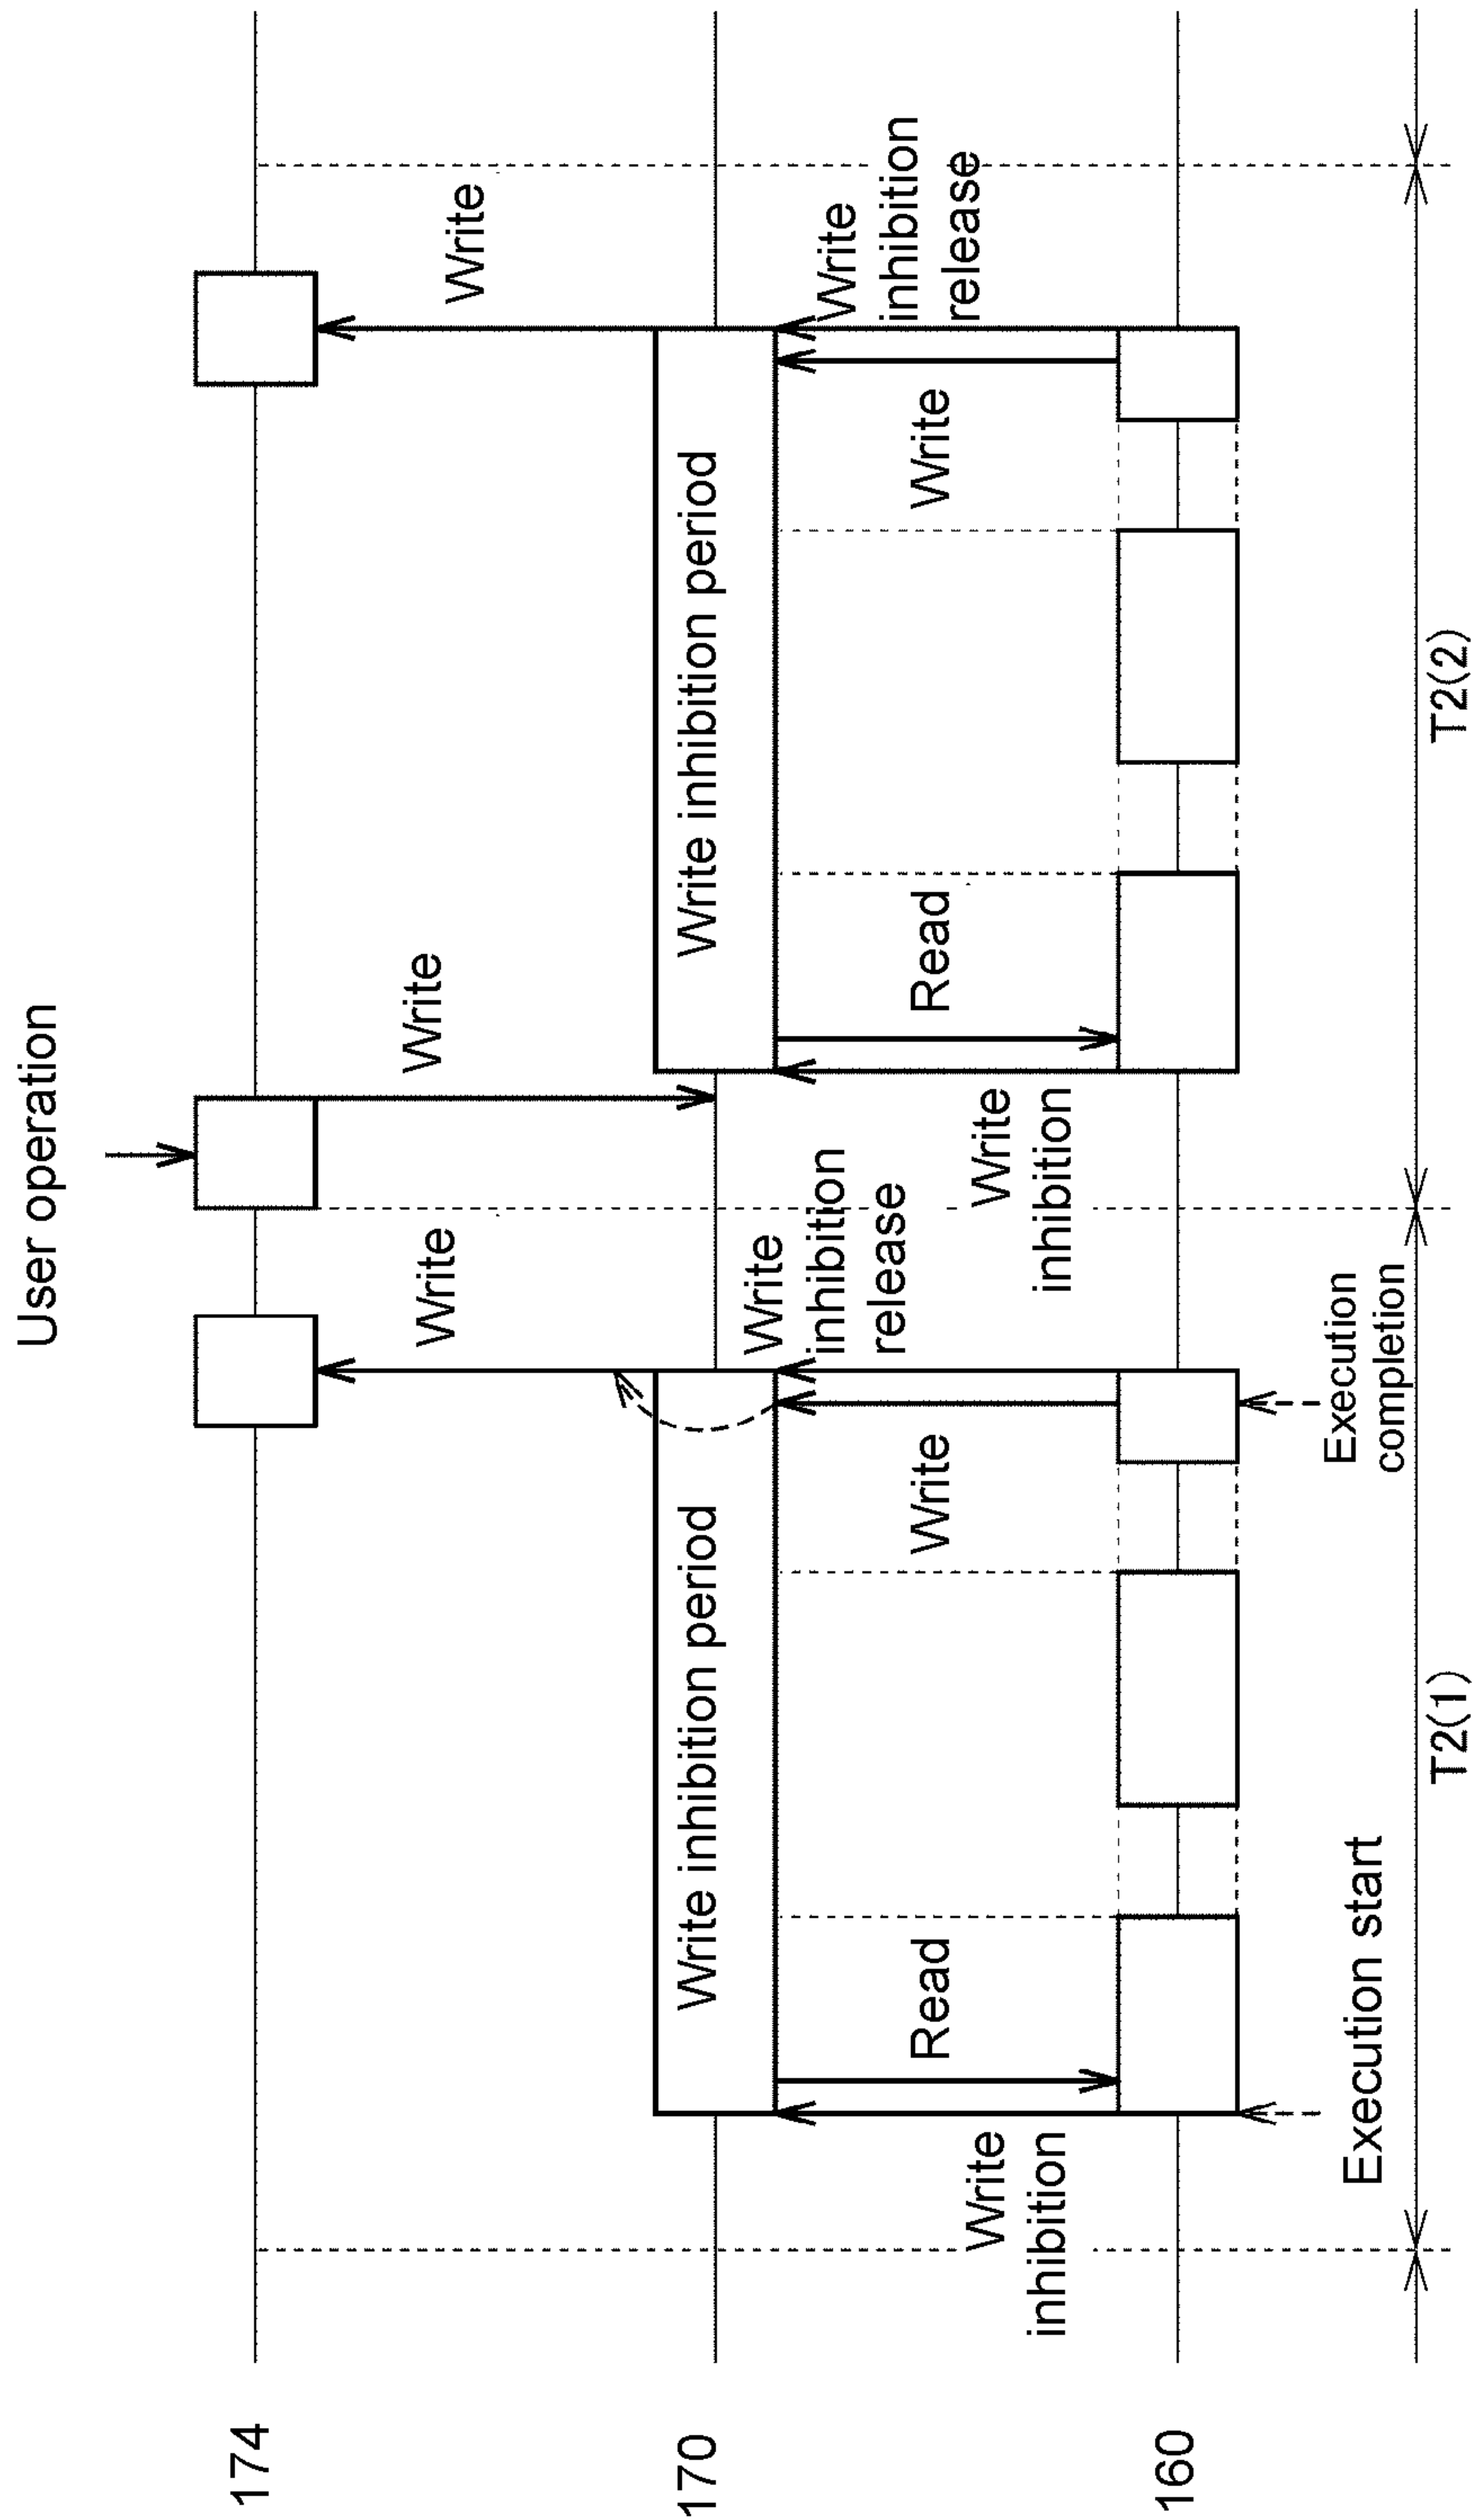 User operation
174
Write
Write
Write
170
Write inhibition period
Write inhibition period
Write
inhibition
release
Write
inhibition
release
Read
Write
Read
Write
Write
inhibition
Write
inhibition
160
Execution start
Execution
completion
T2(1)
T2(2)